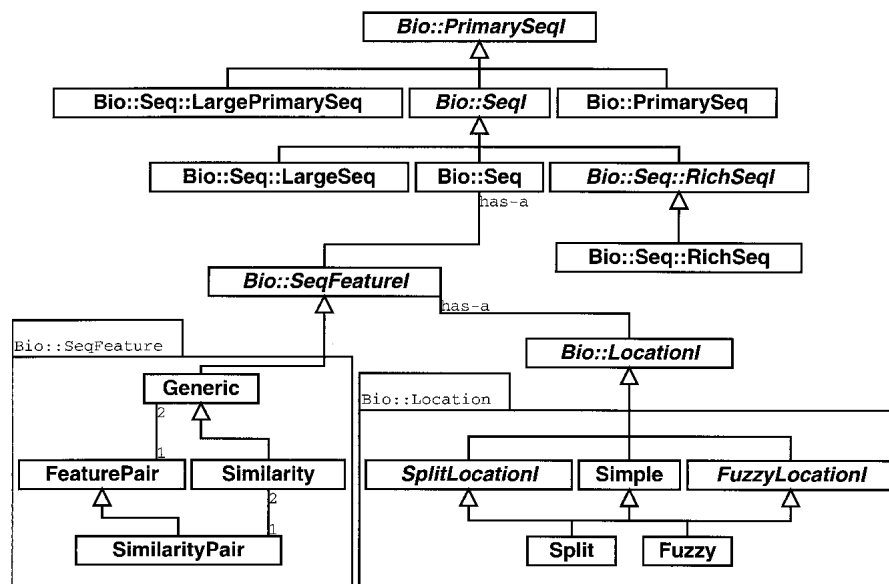 Bio::PrimarySeqI
Bio::Seq::LargePrimarySeq
Bio::SeqI
Bio::PrimarySeq
Bio::Seq::LargeSeq
Bio::Seq
Bio::Seq::RichSeqI
has-a
Bio::Seq::RichSeq
Bio::SeqFeatureI
has-a
Bio::SeqFeature
Bio::LocationI
Generic
Bio::Location
2
1
FeaturePair
Similarity
SplitLocationI
Simple
FuzzyLocationI
2
1
SimilarityPair
Split
Fuzzy